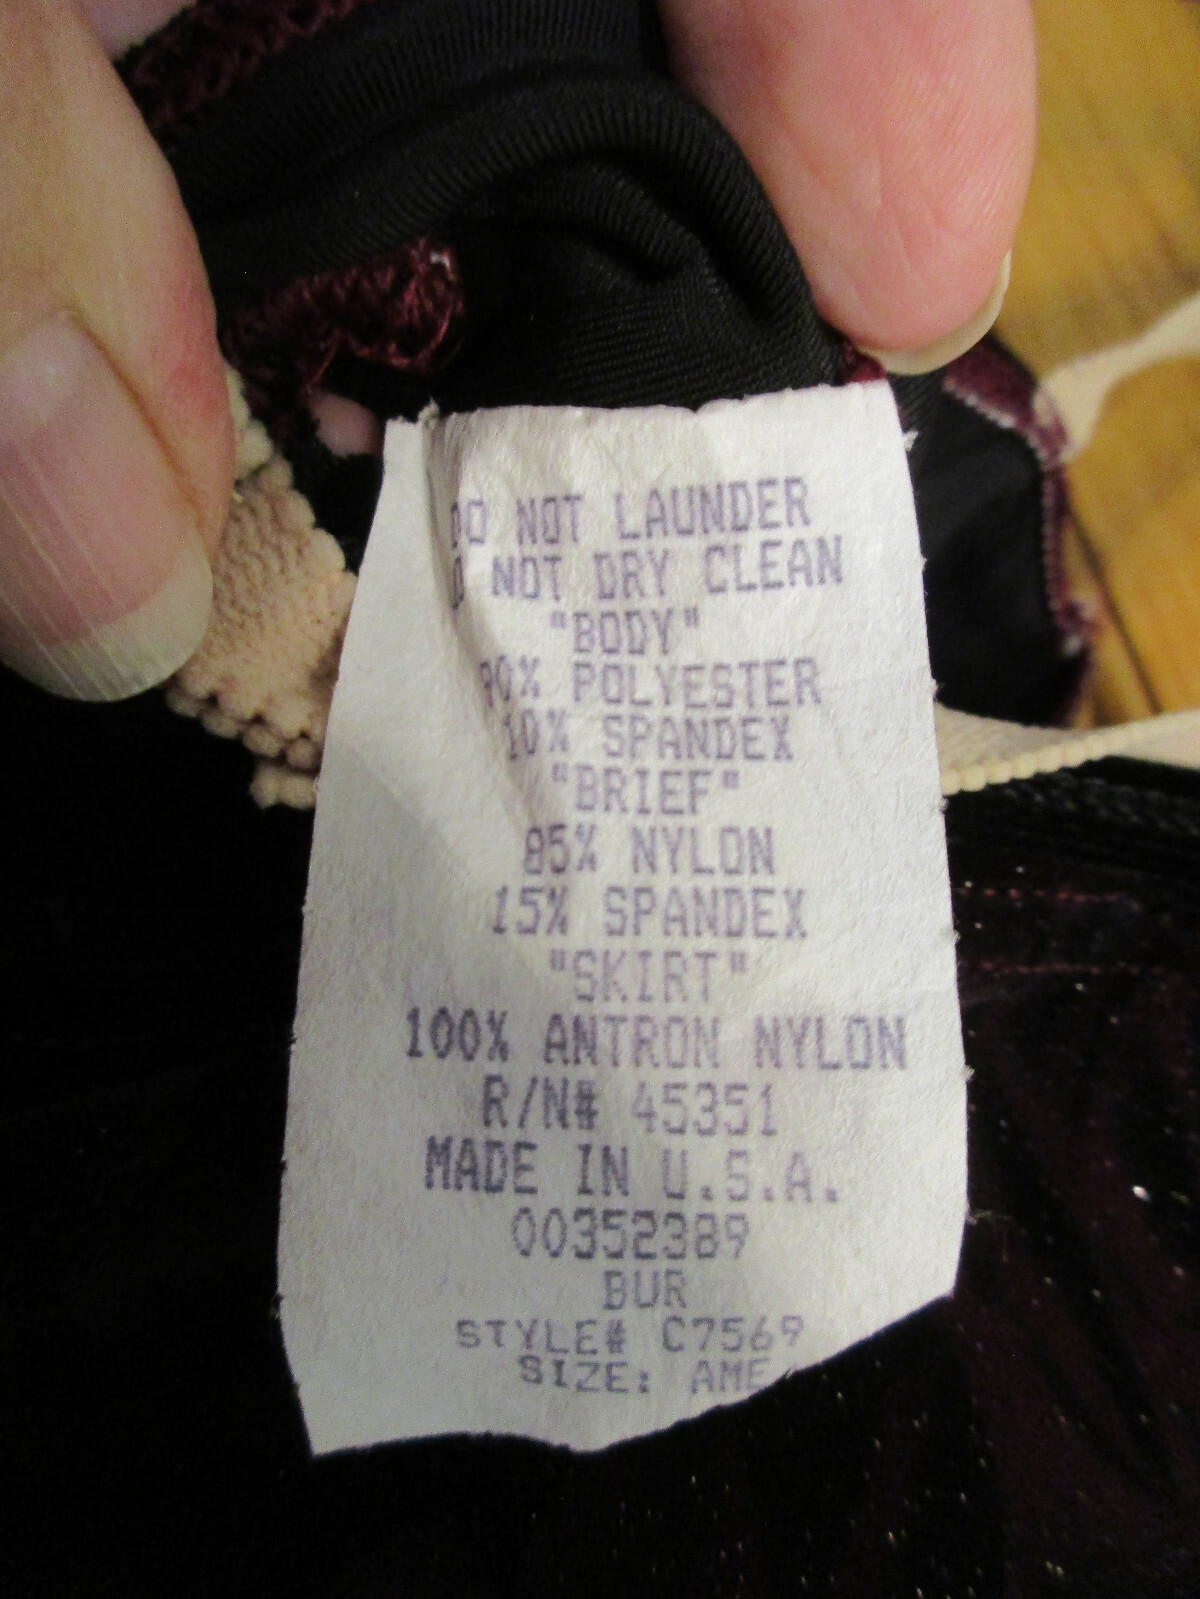 DO NOT LAUNDER
DO NOT DRY CLEAN
"BODY"
90% POLYESTER
10% SPANDEX
"BRIEF"
85% NYLON
15% SPANDEX
"SKIRT"
100% ANTRON NYLON
R/N# 45351
MADE IN U.S.A.
00352389
BUR
STYLE# C7569
SIZE: AME